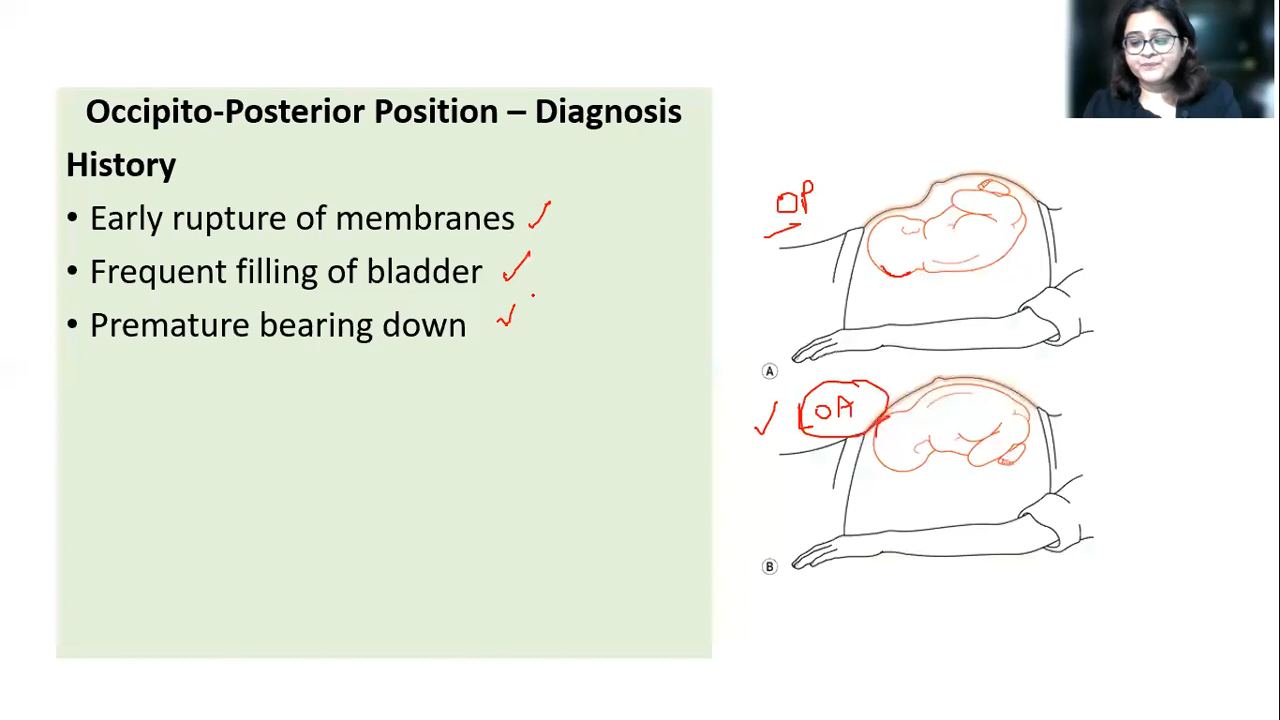 Occipito-Posterior Position – Diagnosis
History
• Early rupture of membranes ✓
• Frequent filling of bladder ✓
• Premature bearing down ✓
OP
A
✓ OA
B